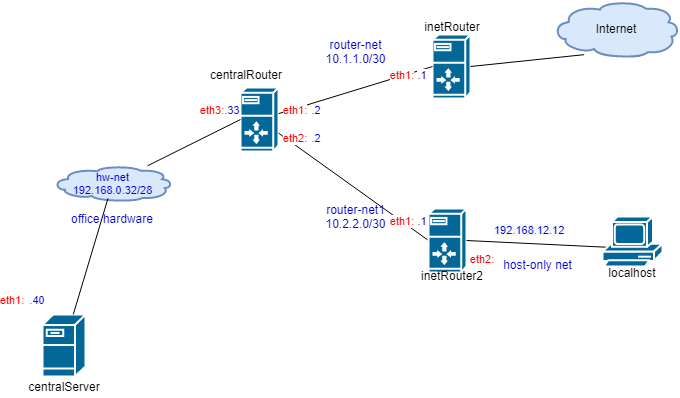 inetRouter
Internet
router-net
10.1.1.0/30
eth1: .1
centralRouter
eth3:.33
eth1: .2
eth2: .2
hw-net
192.168.0.32/28
office hardware
router-net1
10.2.2.0/30
eth1: .1
192.168.12.12
eth2:
host-only net
inetRouter2
localhost
eth1: .40
centralServer